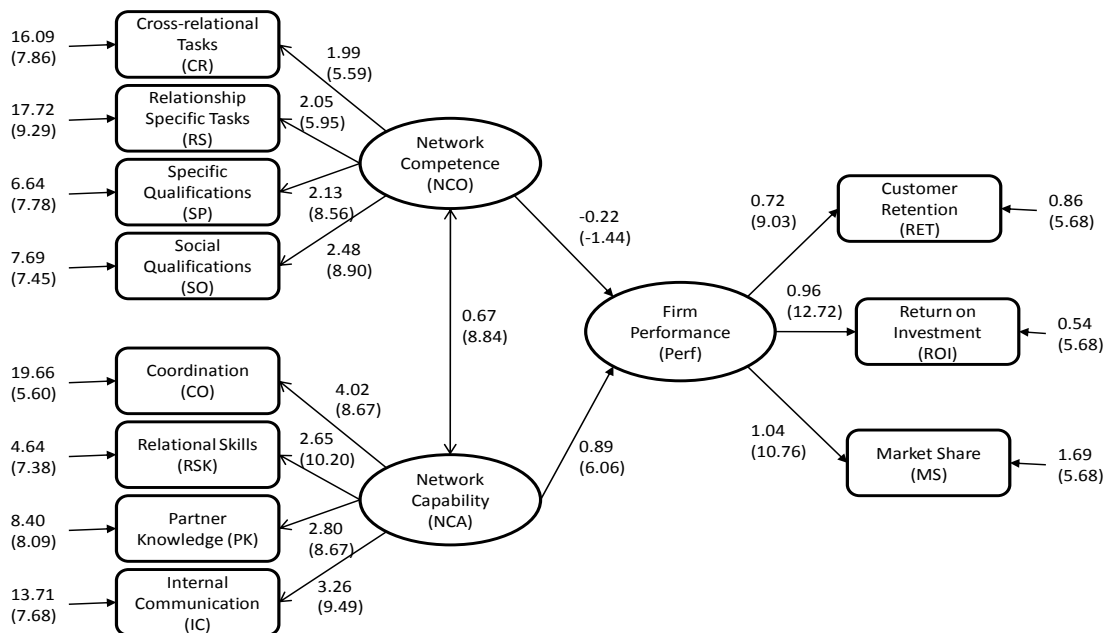 16.09
(7.86)
Cross-relational
Tasks
(CR)
1.99
(5.59)
17.72
(9.29)
Relationship
Specific Tasks
(RS)
2.05
(5.95)
6.64
(7.78)
Specific
Qualifications
(SP)
2.13
(8.56)
7.69
(7.45)
Social
Qualifications
(SO)
2.48
(8.90)
Network
Competence
(NCO)
-0.22
(-1.44)
0.67
(8.84)
19.66
(5.60)
Coordination
(CO)
4.02
(8.67)
4.64
(7.38)
Relational Skills
(RSK)
2.65
(10.20)
8.40
(8.09)
Partner
Knowledge (PK)
2.80
(8.67)
13.71
(7.68)
Internal
Communication
(IC)
3.26
(9.49)
Network
Capability
(NCA)
0.89
(6.06)
Firm
Performance
(Perf)
0.72
(9.03)
Customer
Retention
(RET)
0.86
(5.68)
0.96
(12.72)
Return on
Investment
(ROI)
0.54
(5.68)
1.04
(10.76)
Market Share
(MS)
1.69
(5.68)